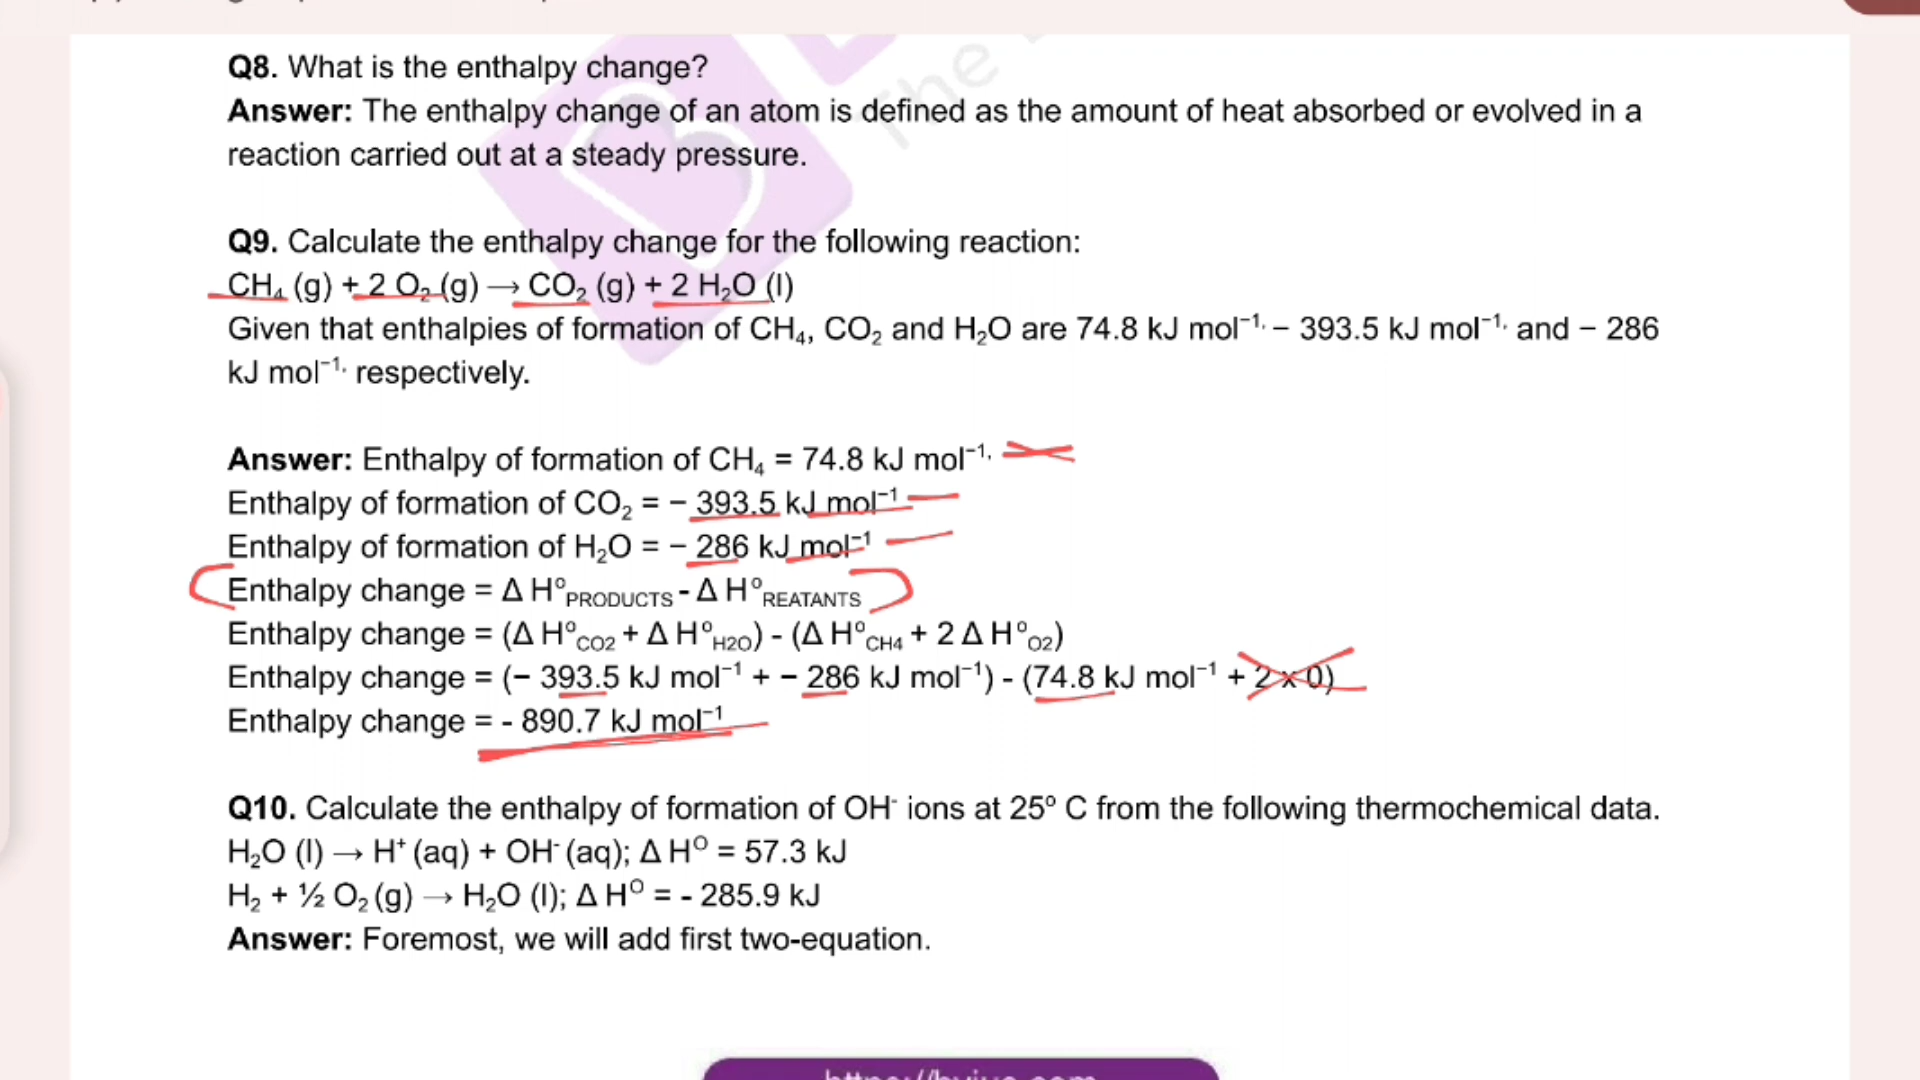 The
Q8. What is the enthalpy change?
Answer: The enthalpy change of an atom is defined as the amount of heat absorbed or evolved in a
reaction carried out at a steady pressure.
Q9. Calculate the enthalpy change for the following reaction:
CH₄ (g) + 2 O₂ (g) → CO₂ (g) + 2 H₂O (l)
Given that enthalpies of formation of CH₄, CO₂ and H₂O are 74.8 kJ mol⁻¹· − 393.5 kJ mol⁻¹· and − 286
kJ mol⁻¹· respectively.
Answer: Enthalpy of formation of CH₄ = 74.8 kJ mol⁻¹·
Enthalpy of formation of CO₂ = − 393.5 kJ mol⁻¹
Enthalpy of formation of H₂O = − 286 kJ mol⁻¹
Enthalpy change = Δ H°PRODUCTS - Δ H°REATANTS
Enthalpy change = (Δ H°CO2 + Δ H°H2O) - (Δ H°CH4 + 2 Δ H°O2)
Enthalpy change = (− 393.5 kJ mol⁻¹ + − 286 kJ mol⁻¹) - (74.8 kJ mol⁻¹ + 2 x 0)
Enthalpy change = - 890.7 kJ mol⁻¹
Q10. Calculate the enthalpy of formation of OH⁻ ions at 25º C from the following thermochemical data.
H₂O (l) → H⁺ (aq) + OH⁻ (aq); Δ Hᴼ = 57.3 kJ
H₂ + ½ O₂ (g) → H₂O (l); Δ Hᴼ = - 285.9 kJ
Answer: Foremost, we will add first two-equation.